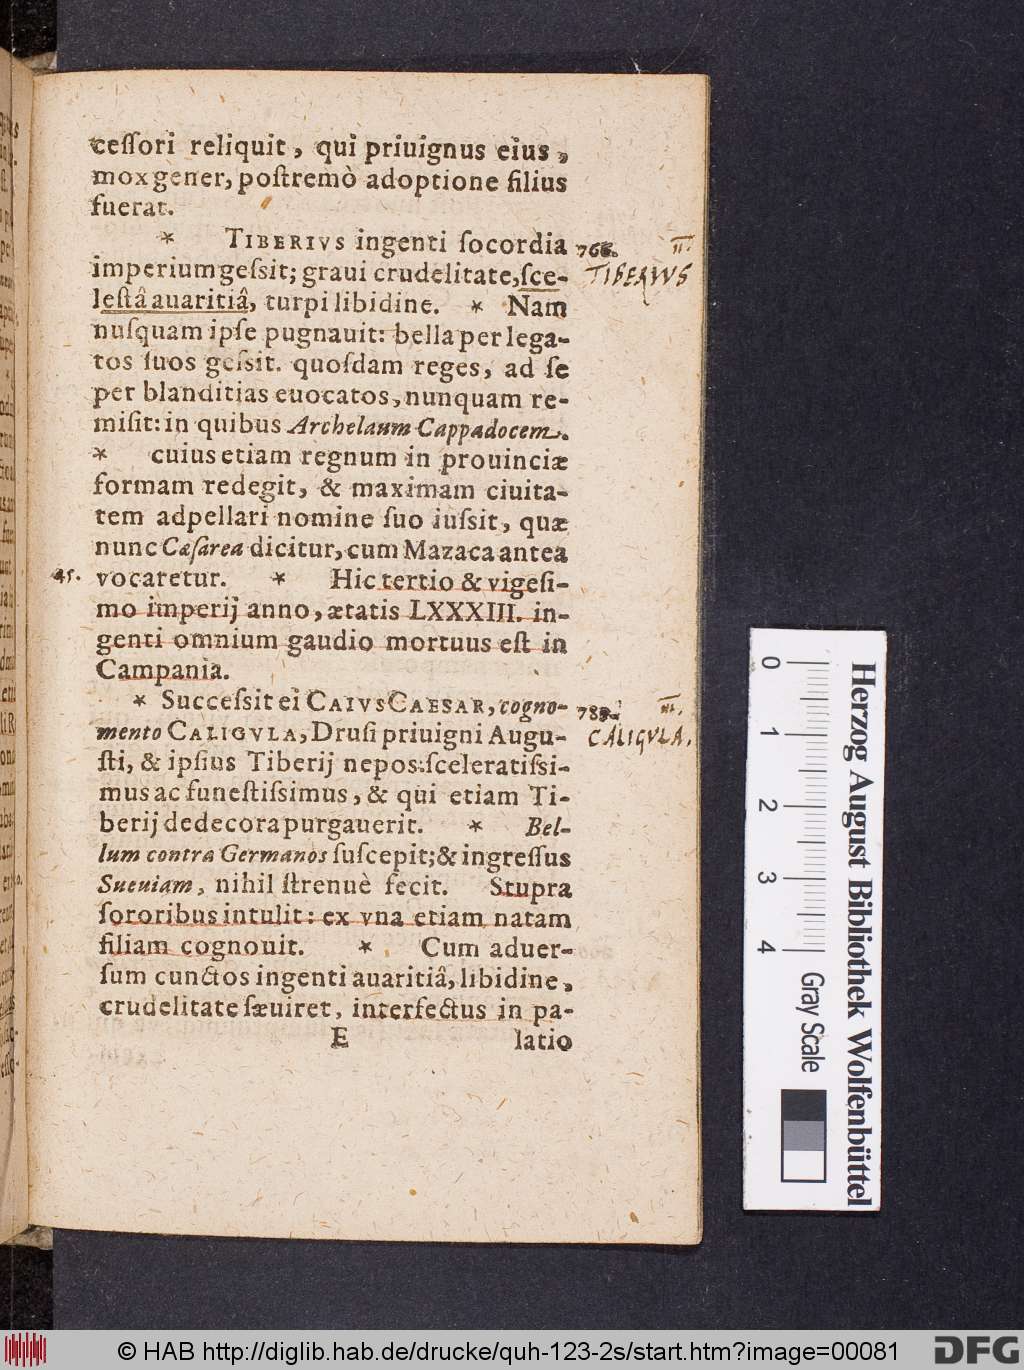 ceſſori reliquit, qui priuignus eius,
mox gener, poſtremò adoptione filius
fuerat.
* TIBERIVS ingenti ſocordia
imperium geſsit; graui crudelitate, ſce-
leſtâ auaritiâ, turpi libidine. * Nam
nuſquam ipſe pugnauit: bella per lega-
tos ſuos geſsit. quoſdam reges, ad ſe
per blanditias euocatos, nunquam re-
miſit: in quibus Archelaum Cappadocem.
* cuius etiam regnum in prouinciæ
formam redegit, & maximam ciuita-
tem adpellari nomine ſuo iuſsit, quæ
nunc Cæſarea dicitur, cum Mazaca antea
vocaretur. * Hic tertio & vigeſi-
mo imperij anno, ætatis LXXXIII. in-
genti omnium gaudio mortuus eſt in
Campania.
* Succeſsit ei CAIVS CAESAR, cogno-
mento CALIGVLA, Druſi priuigni Augu-
ſti, & ipſius Tiberij nepos: ſceleratiſsi-
mus ac funeſtiſsimus, & qui etiam Ti-
berij dedecora purgauerit. * Bel-
lum contra Germanos ſuſcepit; & ingreſſus
Sueuiam, nihil ſtrenuè fecit. Stupra
ſororibus intulit: ex vna etiam natam
filiam cognouit. * Cum aduer-
ſum cunctos ingenti auaritiâ, libidine,
crudelitate ſæuiret, interfectus in pa-
E latio
II.
TIBERIVS
III.
CALIGVLA.
0 1 2 3 4
Gray Scale
Herzog August Bibliothek Wolfenbüttel
© HAB http://diglib.hab.de/drucke/quh-123-2s/start.htm?image=00081
DFG